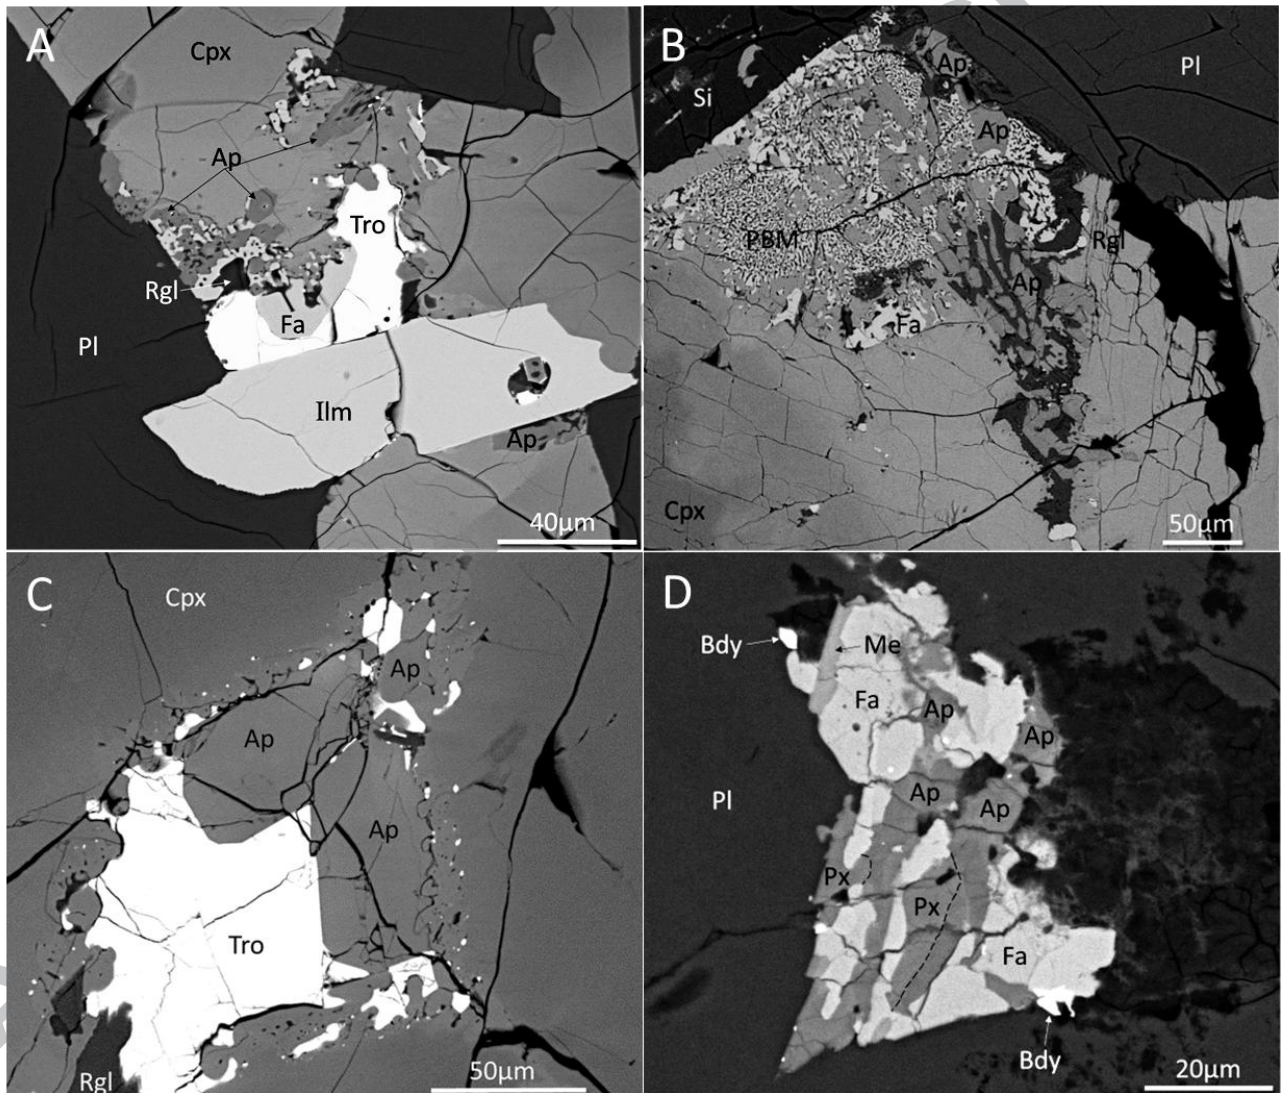 A
Cpx
Ap
Tro
Rgl
Fa
Pl
Ilm
Ap
40μm
B
Ap
Pl
Si
Ap
PBM
Rgl
Ap
Fa
Cpx
50μm
C
Cpx
Ap
Ap
Ap
Tro
Rgl
50μm
D
Bdy
Me
Fa
Ap
Ap
Pl
Ap
Ap
Px
Px
Fa
Bdy
20μm